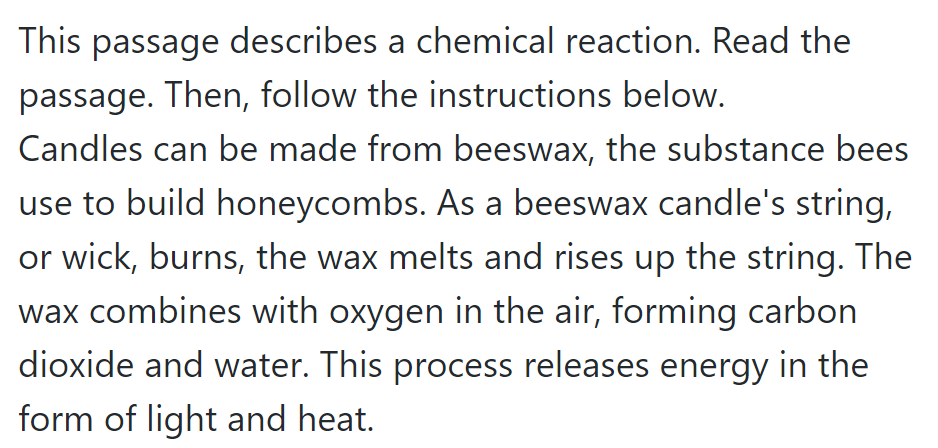 This passage describes a chemical reaction. Read the
passage. Then, follow the instructions below.
Candles can be made from beeswax, the substance bees
use to build honeycombs. As a beeswax candle's string,
or wick, burns, the wax melts and rises up the string. The
wax combines with oxygen in the air, forming carbon
dioxide and water. This process releases energy in the
form of light and heat.